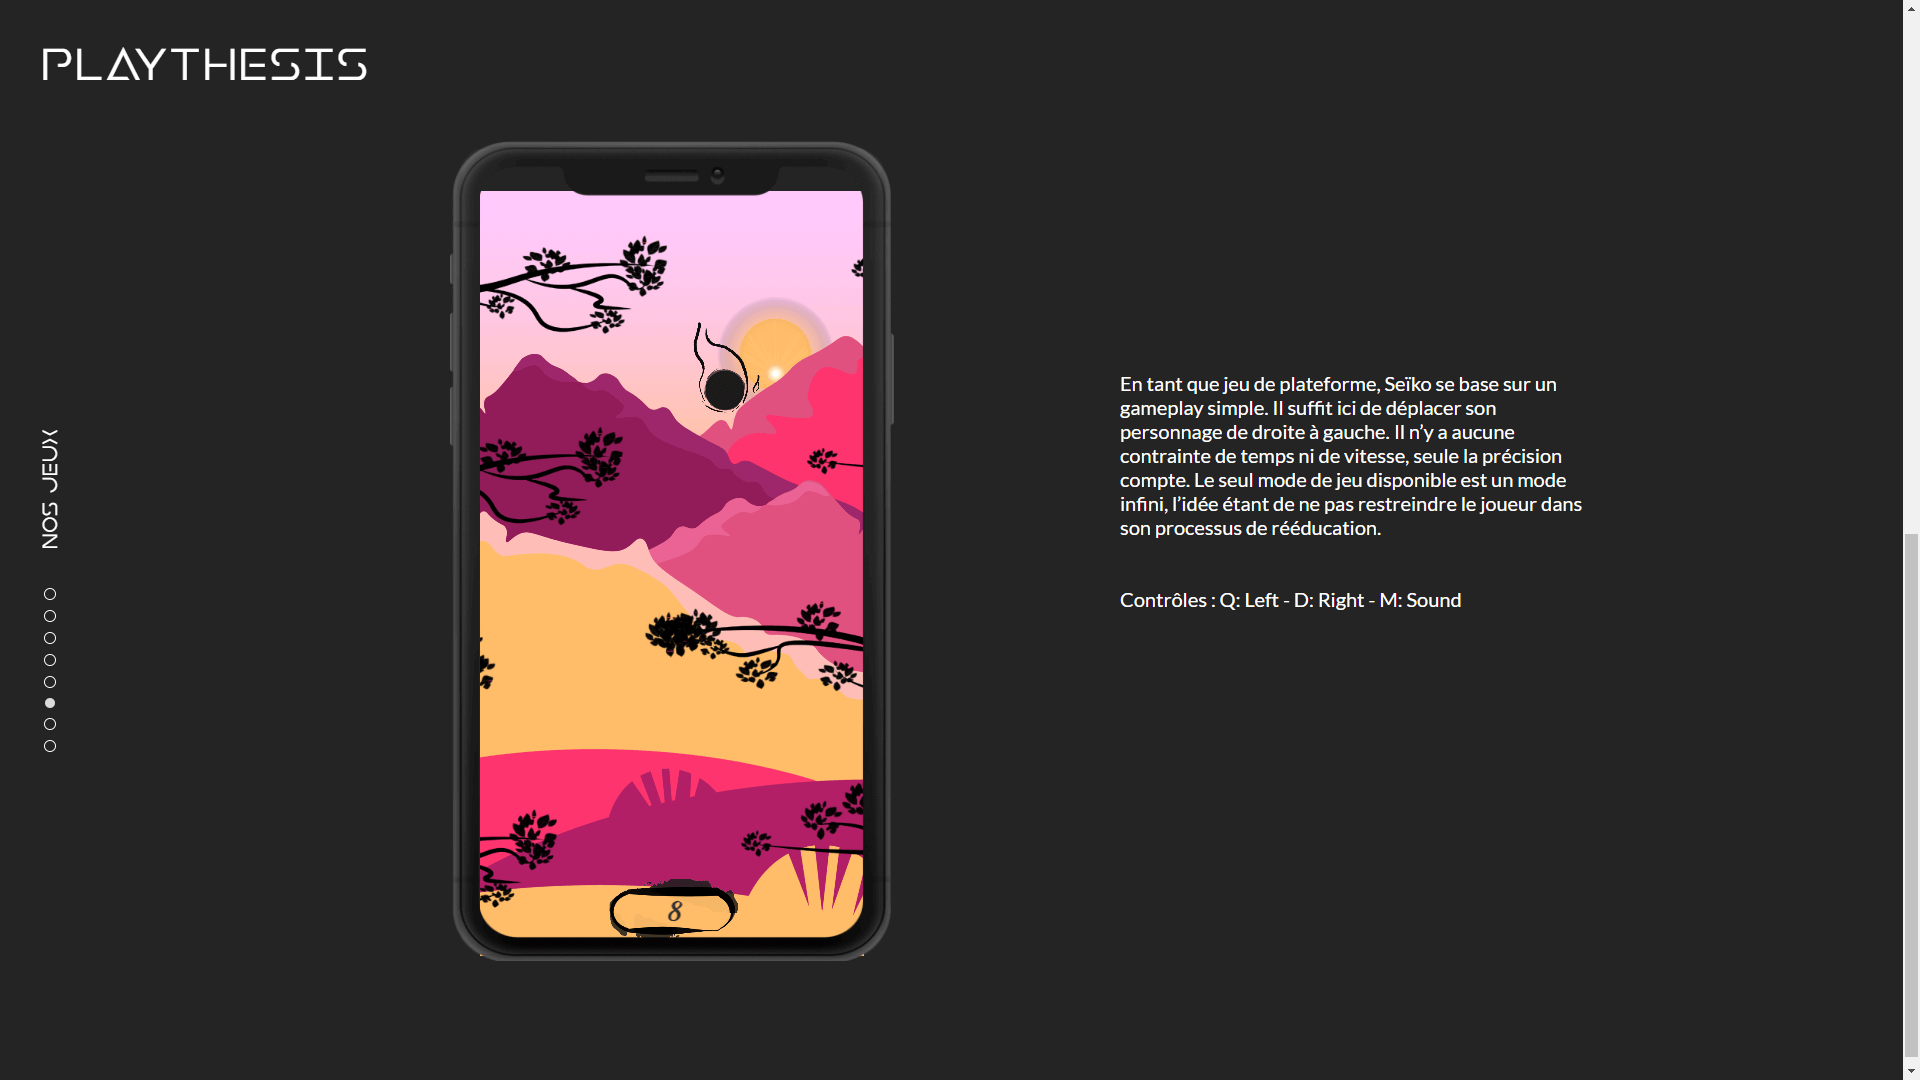 PLAYTHESIS
NOS JEUX
8
En tant que jeu de plateforme, Seïko se base sur un
gameplay simple. Il suffit ici de déplacer son
personnage de droite à gauche. Il n’y a aucune
contrainte de temps ni de vitesse, seule la précision
compte. Le seul mode de jeu disponible est un mode
infini, l’idée étant de ne pas restreindre le joueur dans
son processus de rééducation.
Contrôles : Q: Left - D: Right - M: Sound